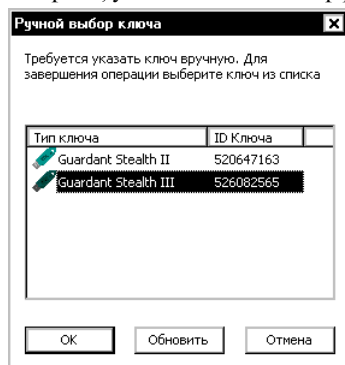 Ручной выбор ключа
Требуется указать ключ вручную. Для
завершения операции выберите ключ из списка
Тип ключа ID Ключа
Guardant Stealth II 520647163
Guardant Stealth III 526082565
ОК Обновить Отмена